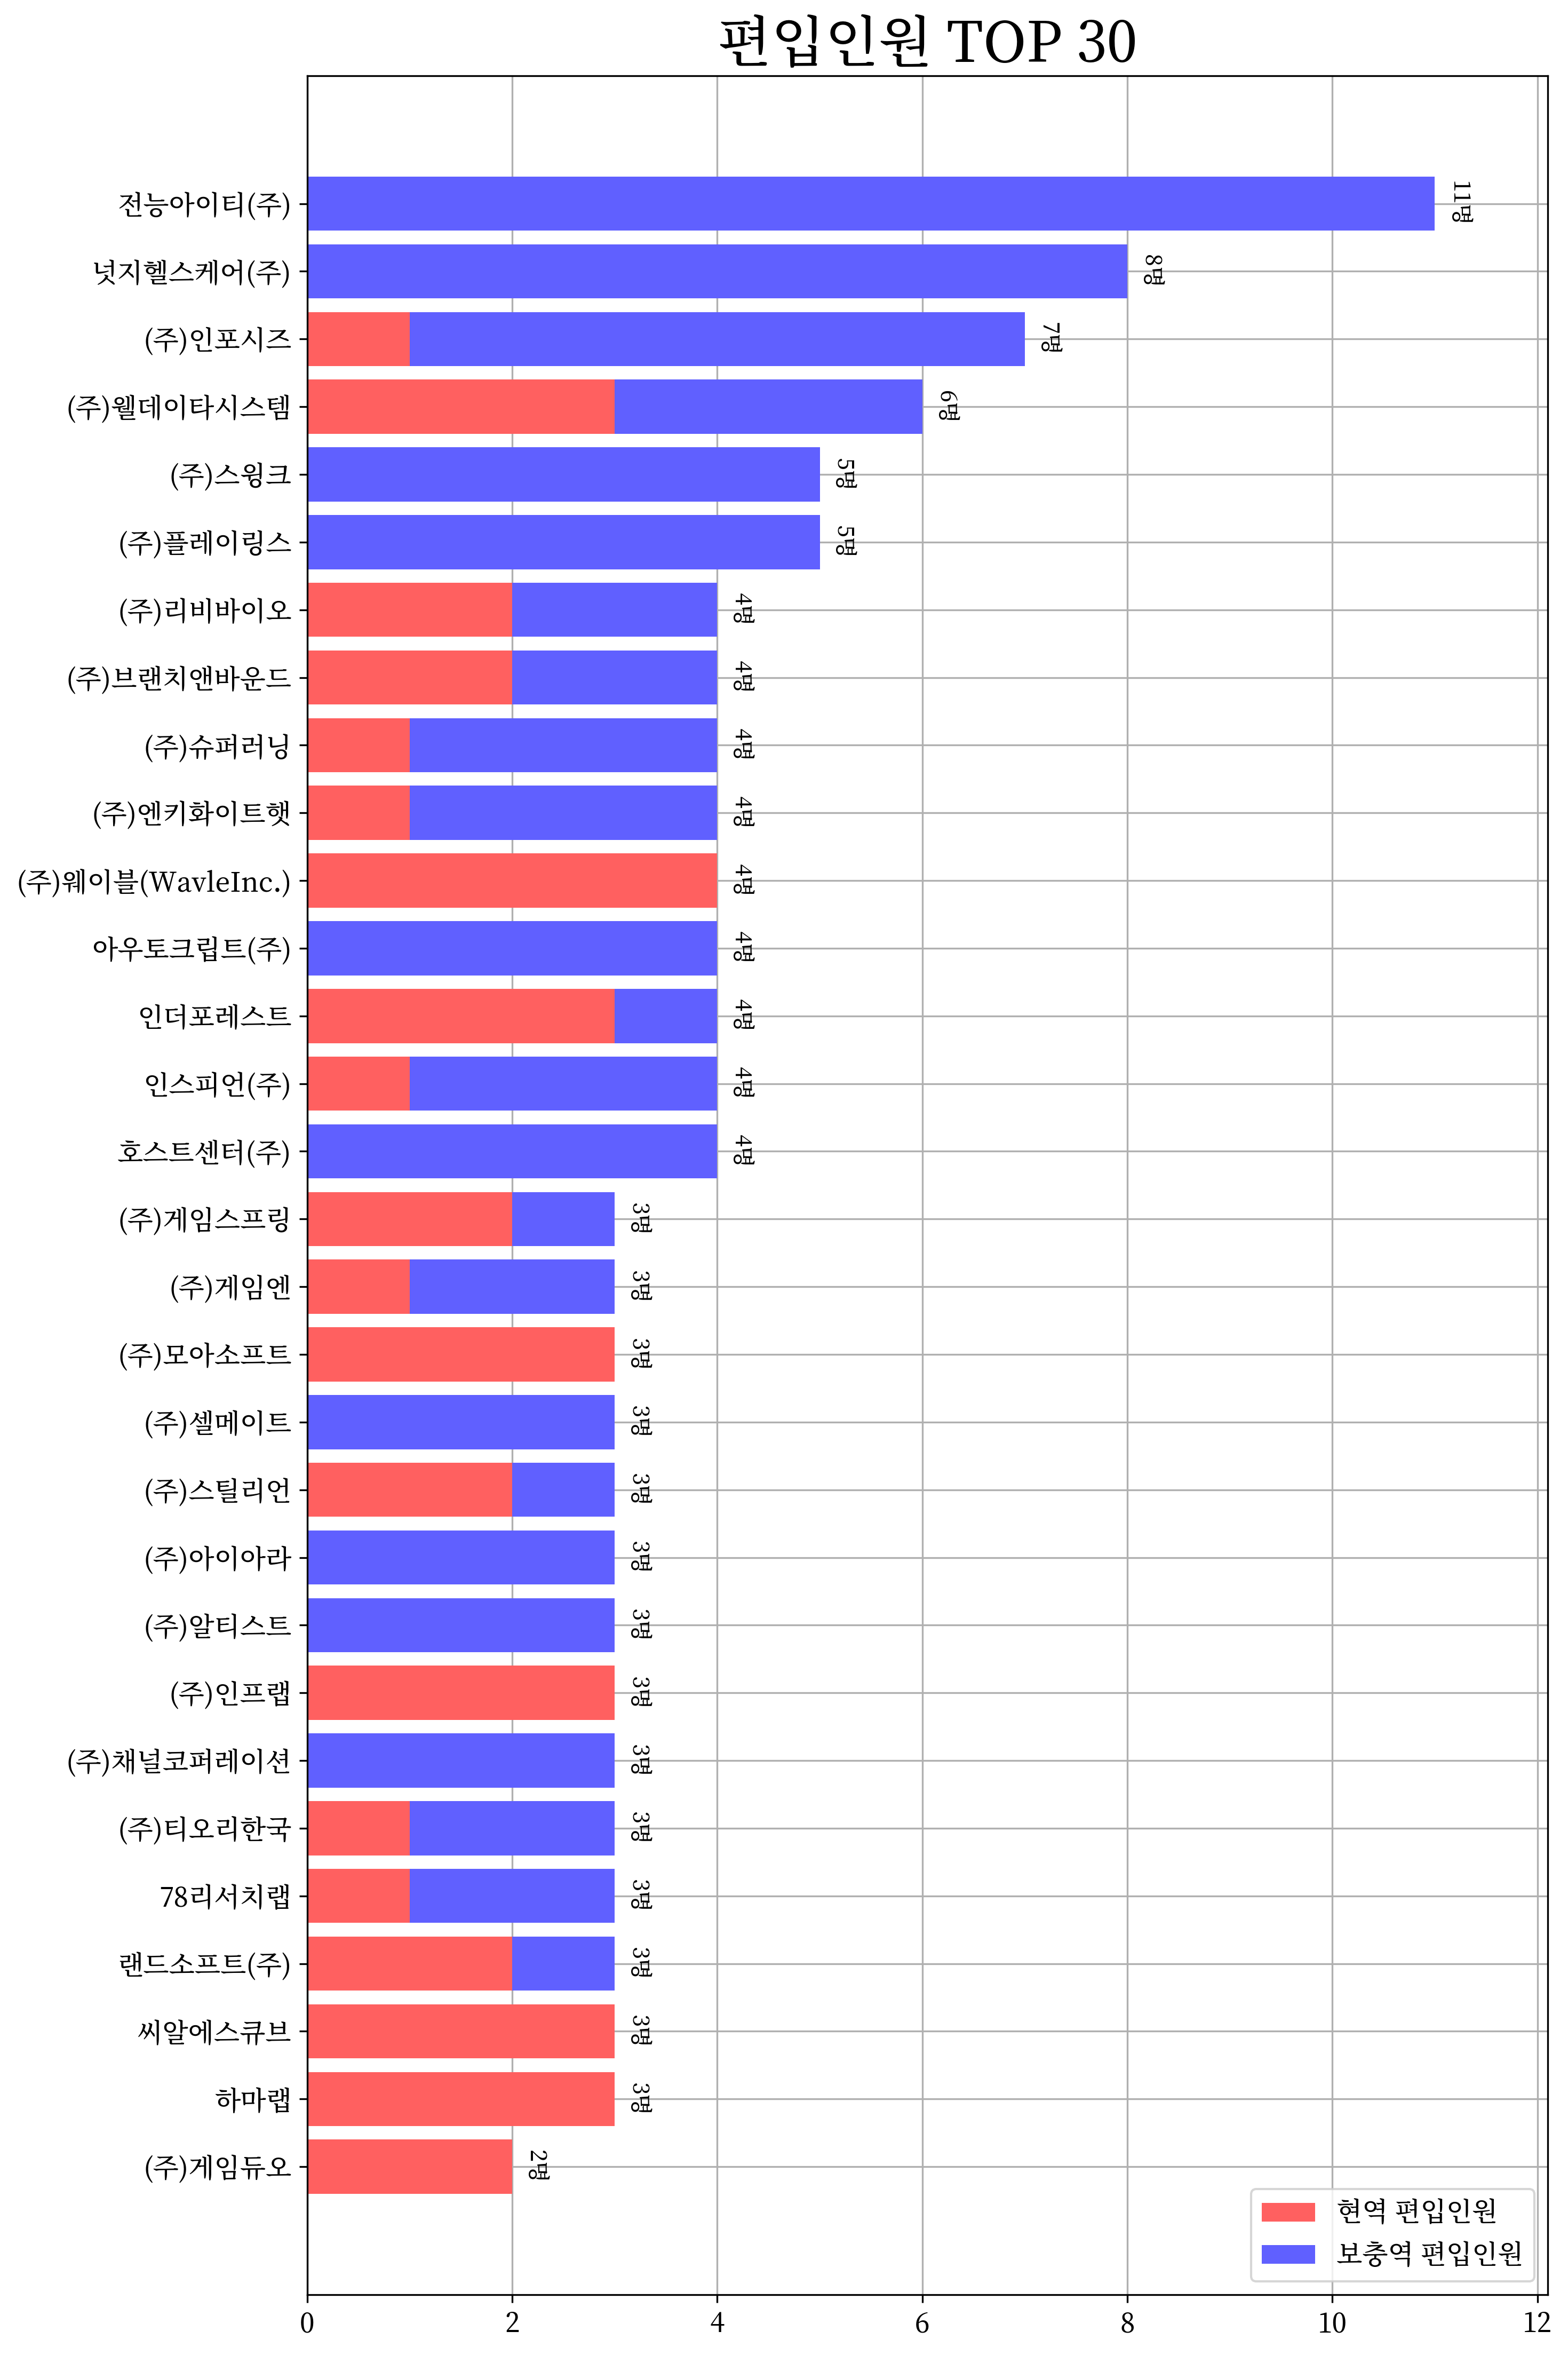 편입인원 TOP 30
전능아이티(주)
11명
넛지헬스케어(주)
8명
(주)인포시즈
7명
(주)웰데이타시스템
6명
(주)스윙크
5명
(주)플레이링스
5명
(주)리비바이오
4명
(주)브랜치앤바운드
4명
(주)슈퍼러닝
4명
(주)엔키화이트햇
4명
(주)웨이블(WavleInc.)
4명
아우토크립트(주)
4명
인더포레스트
4명
인스피언(주)
4명
호스트센터(주)
4명
(주)게임스프링
3명
(주)게임엔
3명
(주)모아소프트
3명
(주)셀메이트
3명
(주)스틸리언
3명
(주)아이아라
3명
(주)알티스트
3명
(주)인프랩
3명
(주)채널코퍼레이션
3명
(주)티오리한국
3명
78리서치랩
3명
랜드소프트(주)
3명
씨알에스큐브
3명
하마랩
3명
(주)게임듀오
2명
현역 편입인원
보충역 편입인원
0 2 4 6 8 10 12